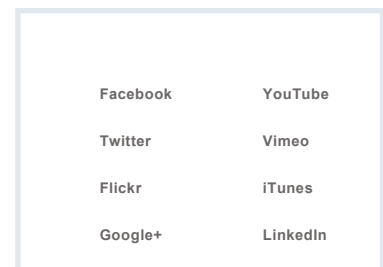 Facebook YouTube
Twitter Vimeo
Flickr iTunes
Google+ LinkedIn